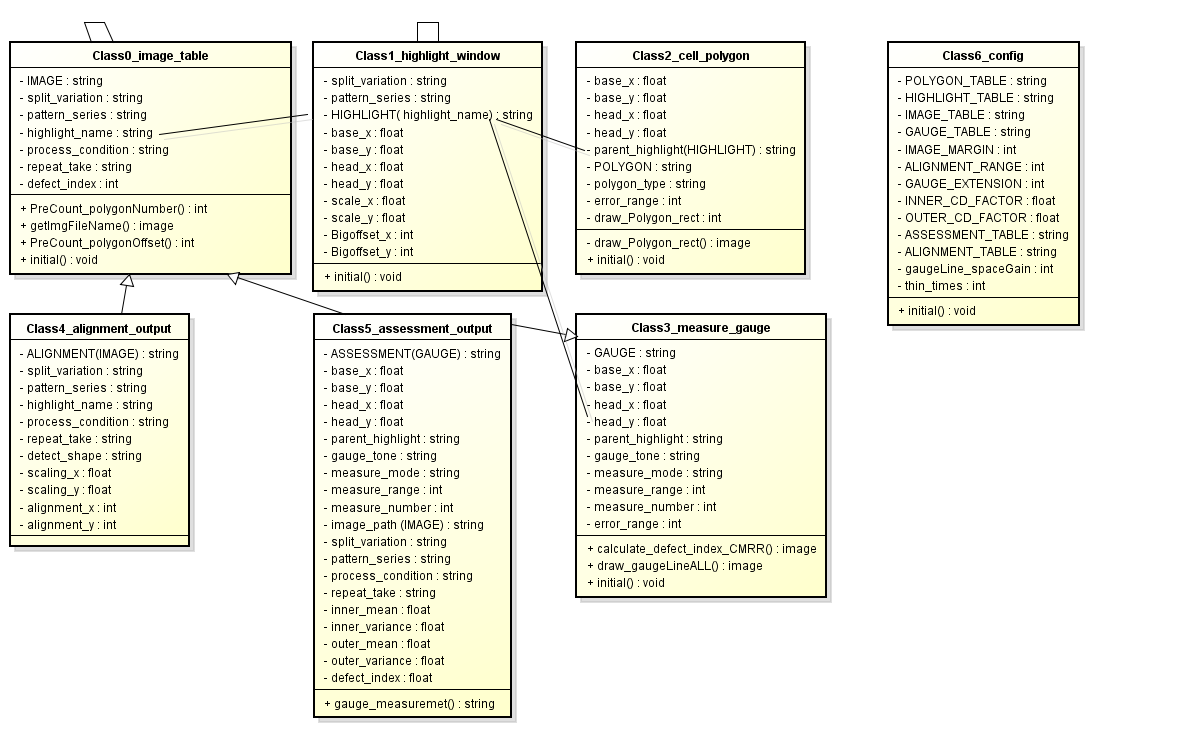 Class0_image_table
- IMAGE : string
- split_variation : string
- pattern_series : string
- highlight_name : string
- process_condition : string
- repeat_take : string
- defect_index : int
+ PreCount_polygonNumber() : int
+ getImgFileName() : image
+ PreCount_polygonOffset() : int
+ initial() : void
Class1_highlight_window
- split_variation : string
- pattern_series : string
- HIGHLIGHT( highlight_name) : string
- base_x : float
- base_y : float
- head_x : float
- head_y : float
- scale_x : float
- scale_y : float
- Bigoffset_x : int
- Bigoffset_y : int
+ initial() : void
Class2_cell_polygon
- base_x : float
- base_y : float
- head_x : float
- head_y : float
- parent_highlight(HIGHLIGHT) : string
- POLYGON : string
- polygon_type : string
- error_range : int
- draw_Polygon_rect : int
- draw_Polygon_rect() : image
+ initial() : void
Class6_config
- POLYGON_TABLE : string
- HIGHLIGHT_TABLE : string
- IMAGE_TABLE : string
- GAUGE_TABLE : string
- IMAGE_MARGIN : int
- ALIGNMENT_RANGE : int
- GAUGE_EXTENSION : int
- INNER_CD_FACTOR : float
- OUTER_CD_FACTOR : float
- ASSESSMENT_TABLE : string
- ALIGNMENT_TABLE : string
- gaugeLine_spaceGain : int
- thin_times : int
+ initial() : void
Class4_alignment_output
- ALIGNMENT(IMAGE) : string
- split_variation : string
- pattern_series : string
- highlight_name : string
- process_condition : string
- repeat_take : string
- detect_shape : string
- scaling_x : float
- scaling_y : float
- alignment_x : int
- alignment_y : int
Class5_assessment_output
- ASSESSMENT(GAUGE) : string
- base_x : float
- base_y : float
- head_x : float
- head_y : float
- parent_highlight : string
- gauge_tone : string
- measure_mode : string
- measure_range : int
- measure_number : int
- image_path (IMAGE) : string
- split_variation : string
- pattern_series : string
- process_condition : string
- repeat_take : string
- inner_mean : float
- inner_variance : float
- outer_mean : float
- outer_variance : float
- defect_index : float
+ gauge_measuremet() : string
Class3_measure_gauge
- GAUGE : string
- base_x : float
- base_y : float
- head_x : float
- head_y : float
- parent_highlight : string
- gauge_tone : string
- measure_mode : string
- measure_range : int
- measure_number : int
- error_range : int
+ calculate_defect_index_CMRR() : image
+ draw_gaugeLineALL() : image
+ initial() : void